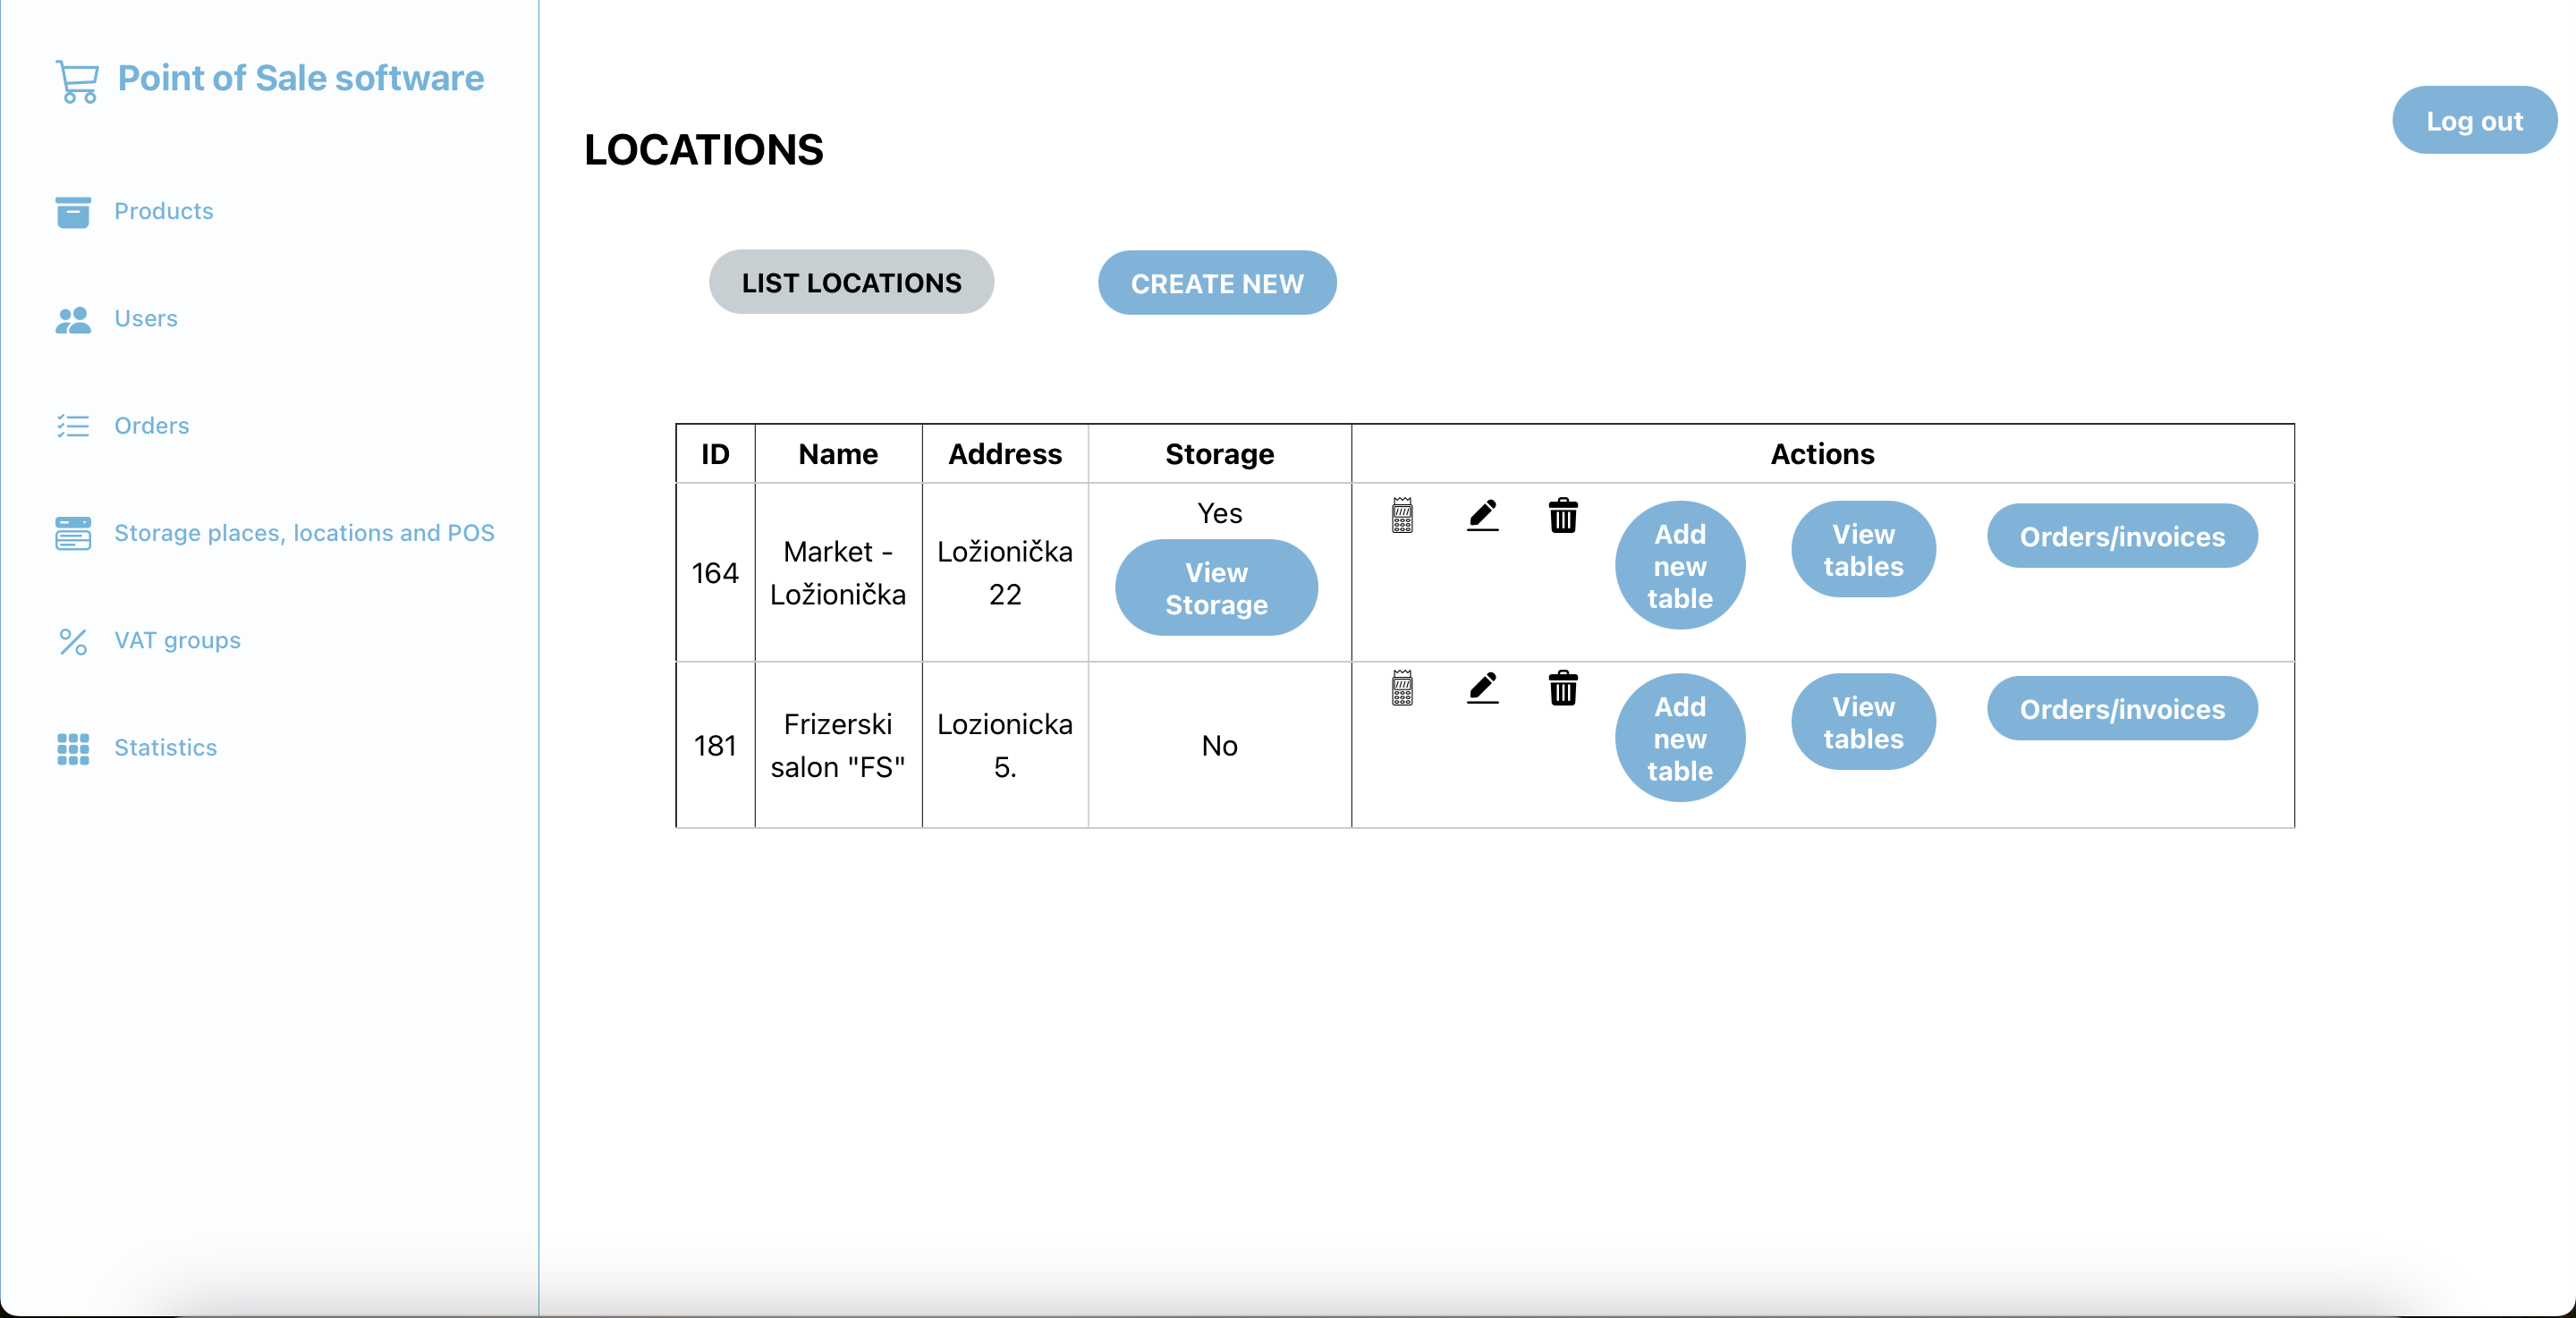 Point of Sale software
Products
Users
Orders
Storage places, locations and POS
VAT groups
Statistics
Log out
LOCATIONS
LIST LOCATIONS
CREATE NEW
ID Name Address Storage Actions
164
Market -
Ložionička
Ložionička
22
Yes
View
Storage
Add
new
table
View
tables
Orders/invoices
181
Frizerski
salon "FS"
Lozionicka
5.
No
Add
new
table
View
tables
Orders/invoices